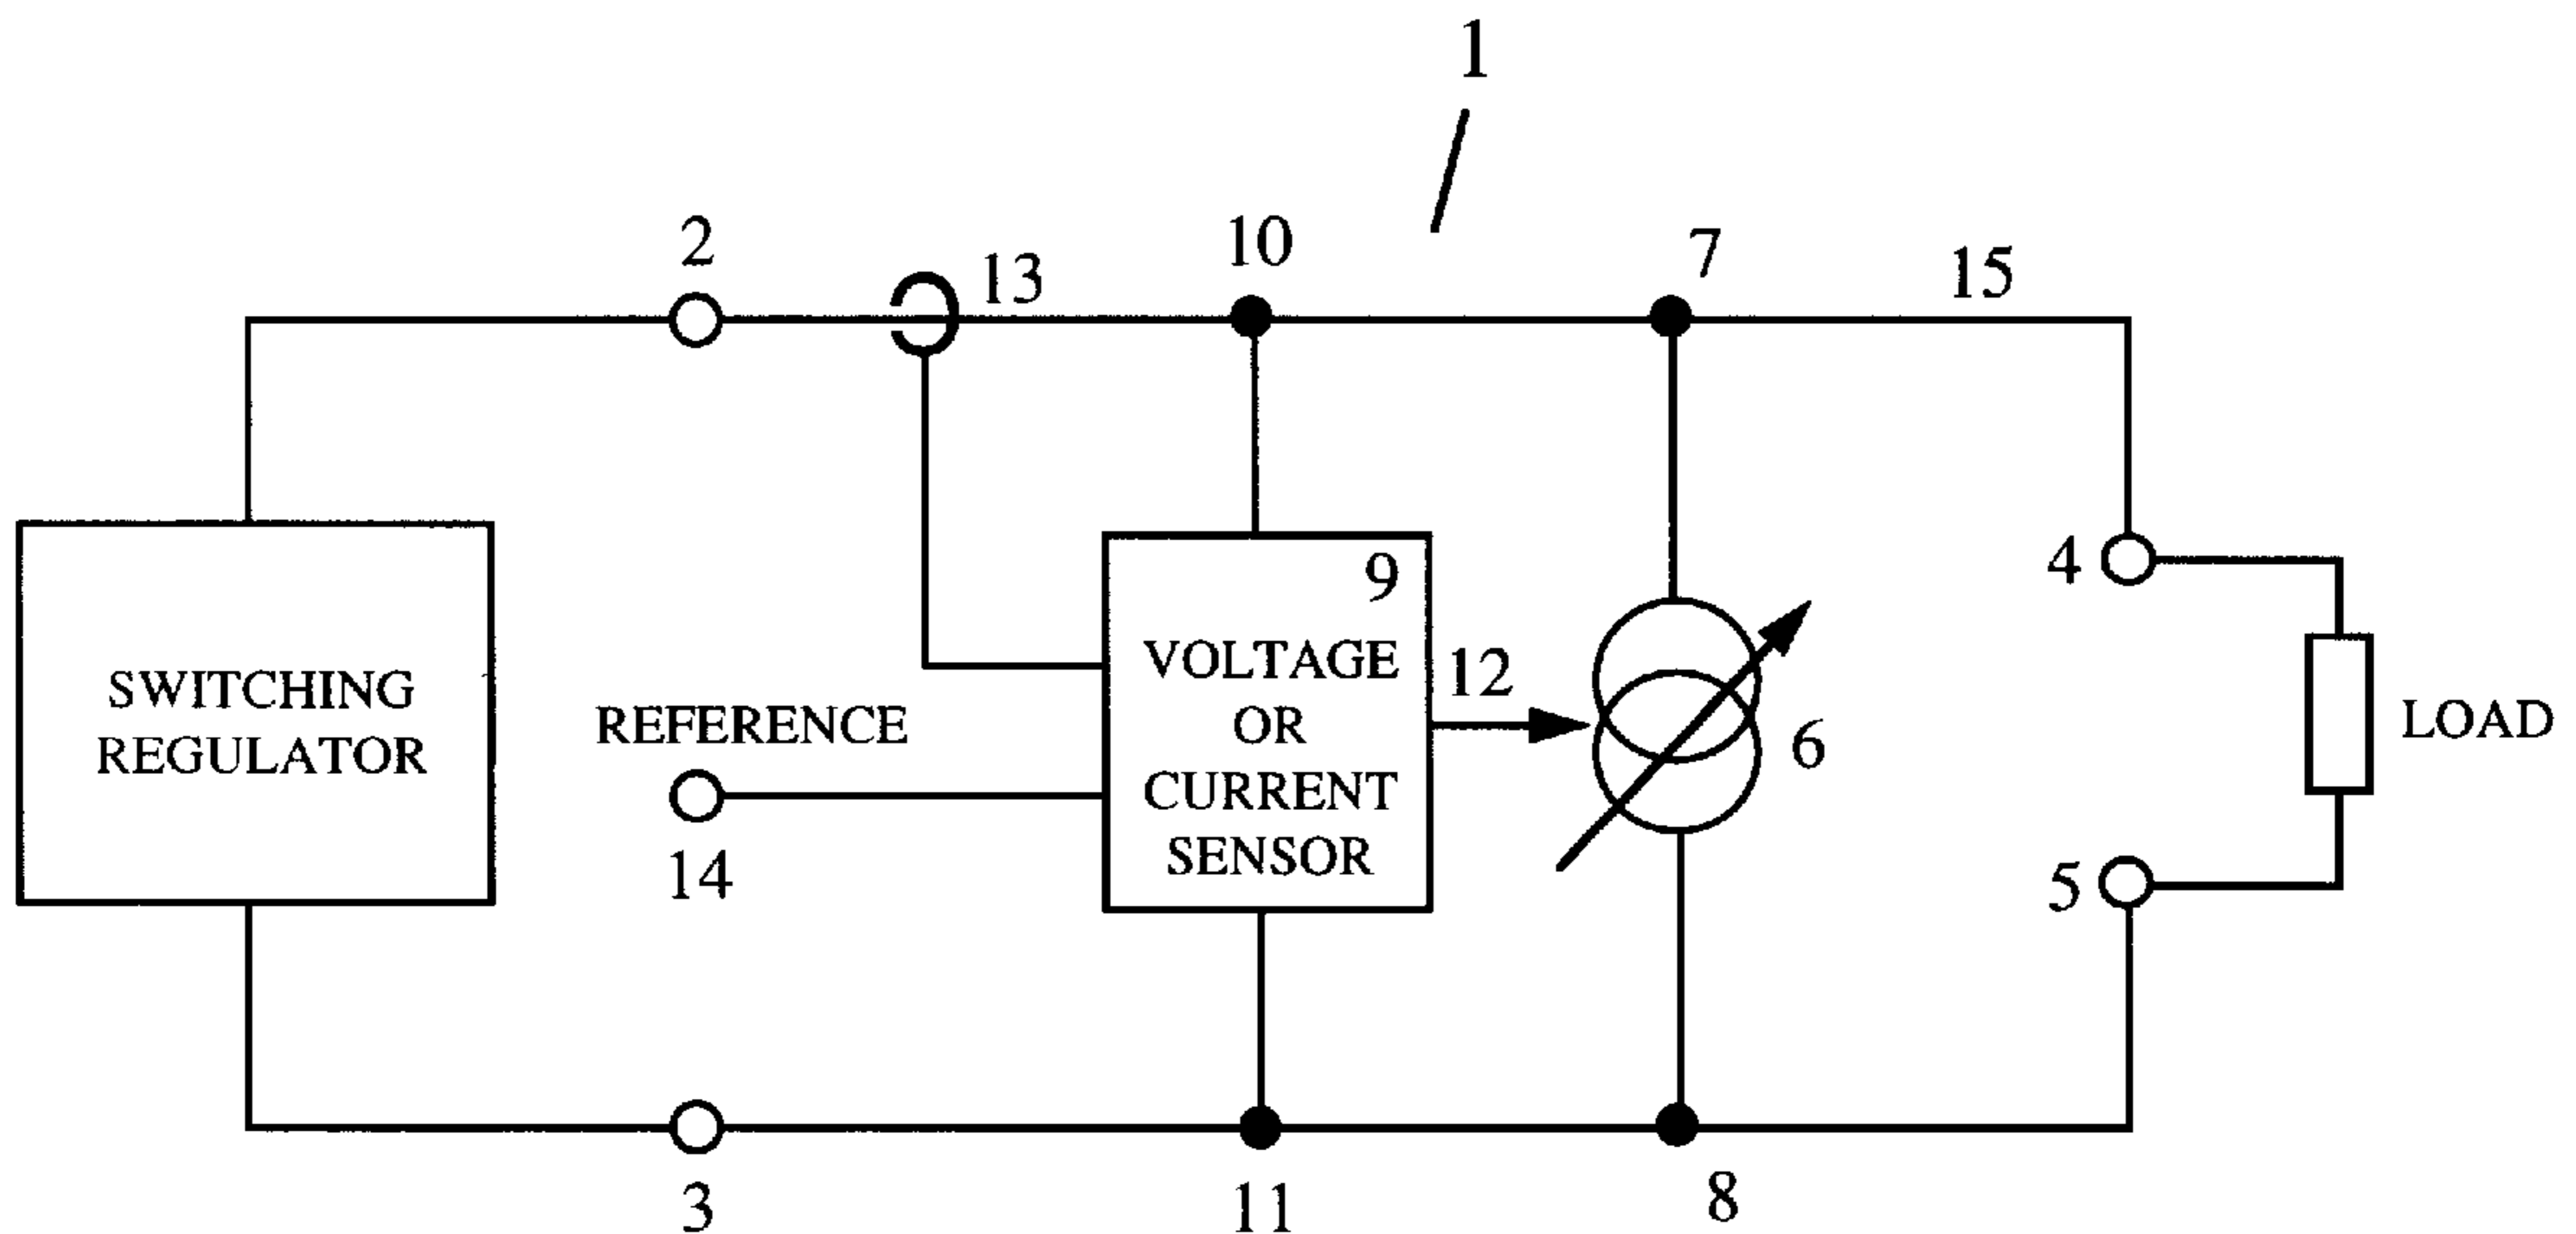 1
2
13
10
7
15
9
4
SWITCHING
REGULATOR
REFERENCE
14
VOLTAGE
OR
CURRENT
SENSOR
12
6
LOAD
5
3
11
8